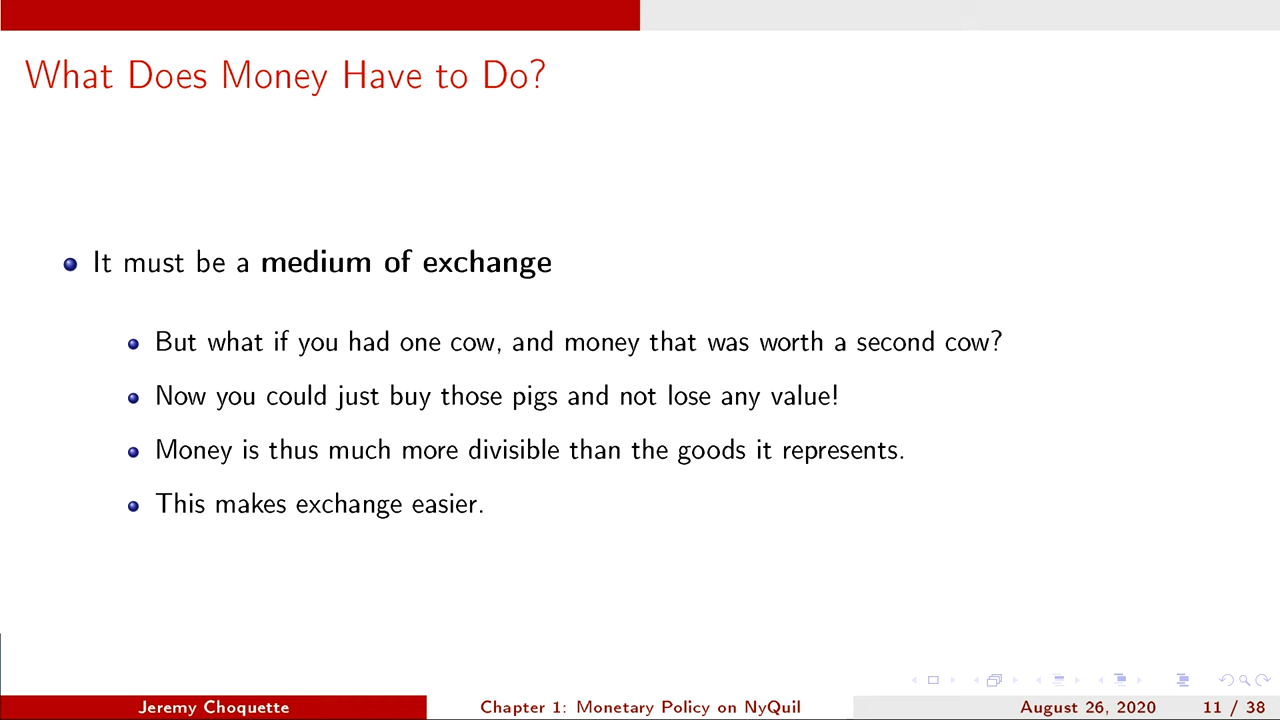 What Does Money Have to Do?
It must be a medium of exchange
But what if you had one cow, and money that was worth a second cow?
Now you could just buy those pigs and not lose any value!
Money is thus much more divisible than the goods it represents.
This makes exchange easier.
Jeremy Choquette
Chapter 1: Monetary Policy on NyQuil
August 26, 2020
11 / 38